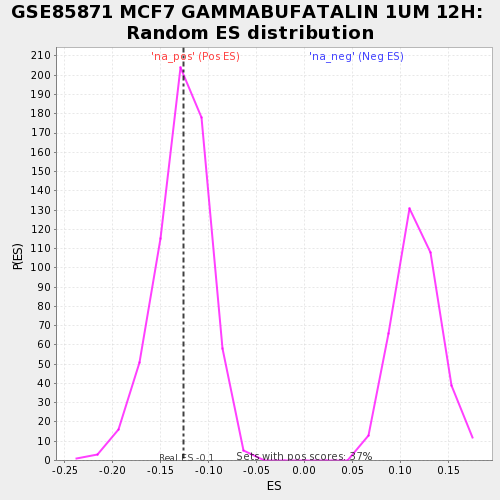 GSE85871 MCF7 GAMMABUFATALIN 1UM 12H:
Random ES distribution
'na_pos' (Pos ES)
'na_neg' (Neg ES)
210
200
190
180
170
160
150
140
130
120
110
100
90
80
70
60
50
40
30
20
10
0
P(ES)
Real ES -0.1
Sets with pos scores: 37%
-0.25 -0.20 -0.15 -0.10 -0.05 0.00 0.05 0.10 0.15
ES